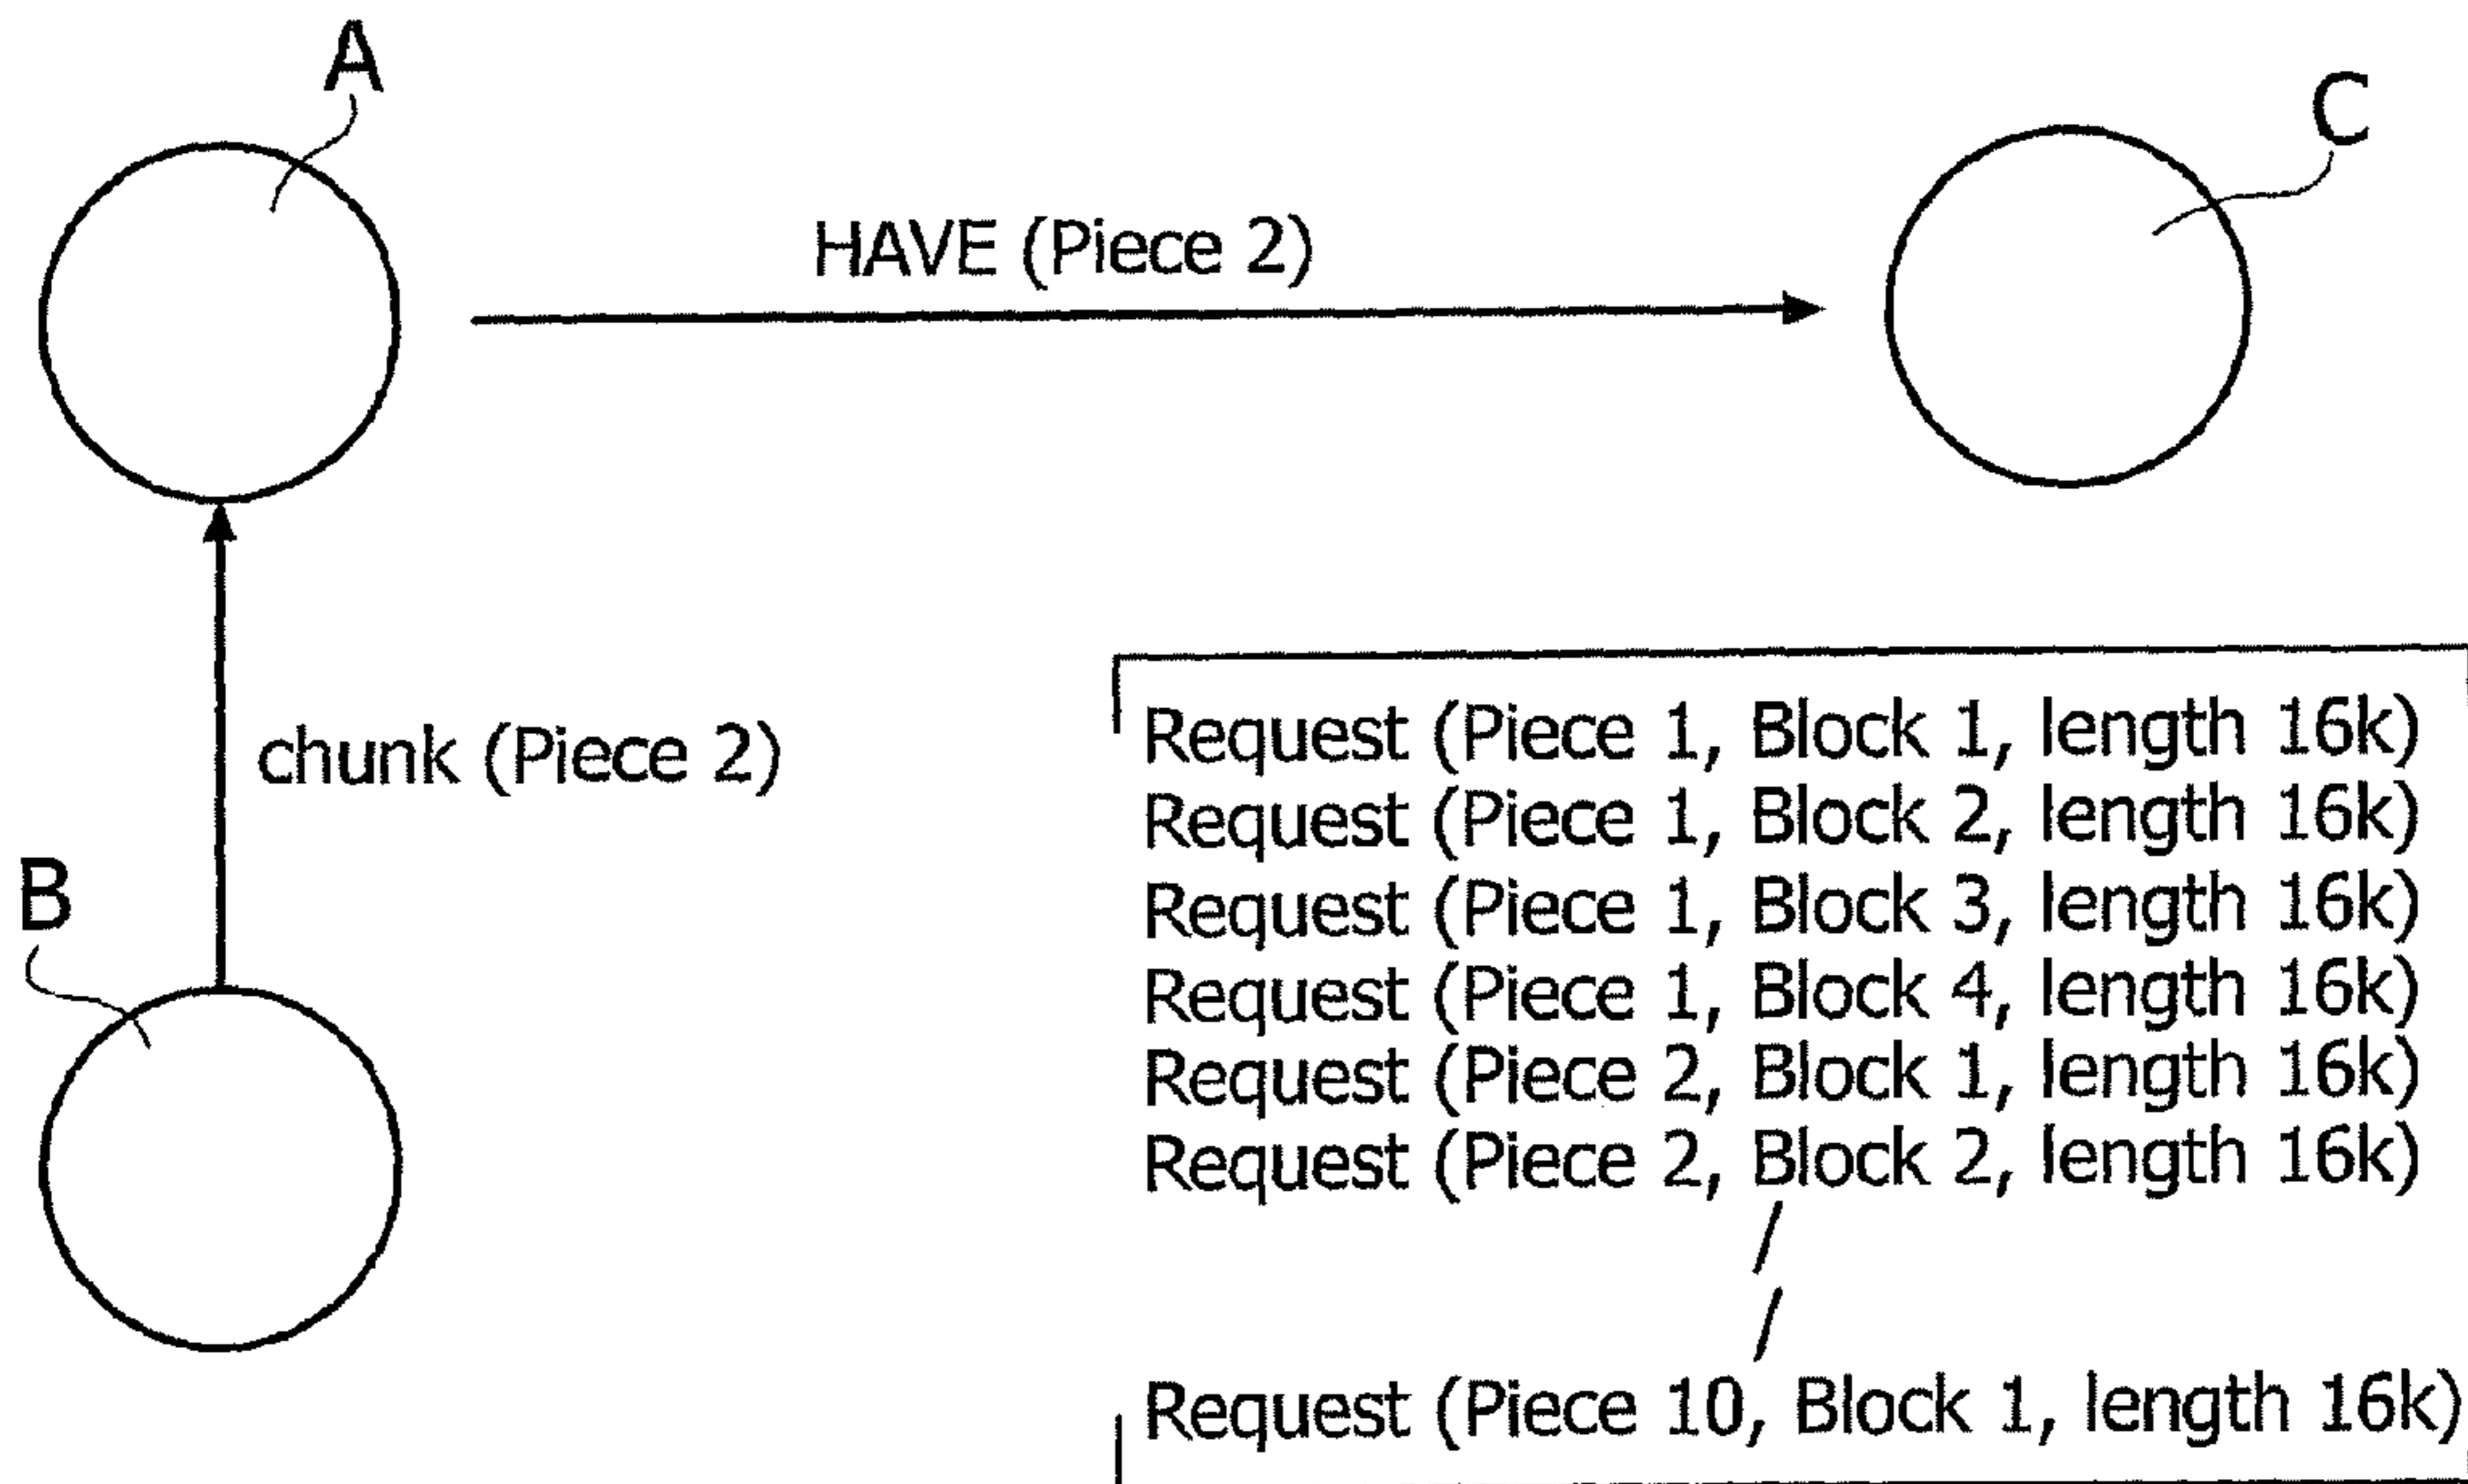 A
C
HAVE (Piece 2)
chunk (Piece 2)
B
Request (Piece 1, Block 1, length 16k)
Request (Piece 1, Block 2, length 16k)
Request (Piece 1, Block 3, length 16k)
Request (Piece 1, Block 4, length 16k)
Request (Piece 2, Block 1, length 16k)
Request (Piece 2, Block 2, length 16k)
Request (Piece 10, Block 1, length 16k)